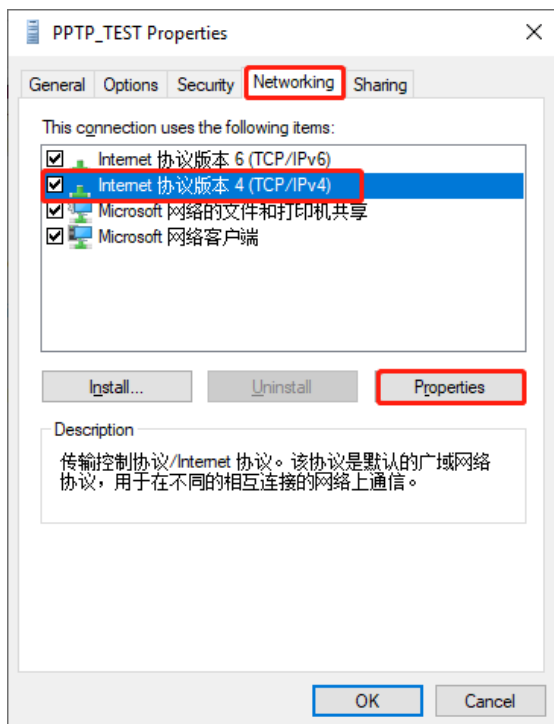 PPTP_TEST Properties
General Options Security Networking Sharing
This connection uses the following items:
Internet 协议版本 6 (TCP/IPv6)
Internet 协议版本 4 (TCP/IPv4)
Microsoft 网络的文件和打印机共享
Microsoft 网络客户端
Install... Uninstall Properties
Description
传输控制协议/Internet 协议。该协议是默认的广域网络
协议，用于在不同的相互连接的网络上通信。
OK Cancel